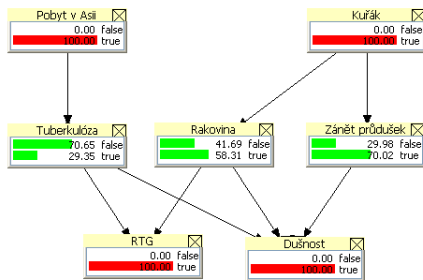 Pobyt v Asii
0.00 false
100.00 true
Kuřák
0.00 false
100.00 true
Tuberkulóza
70.65 false
29.35 true
Rakovina
41.69 false
58.31 true
Zánět průdušek
29.98 false
70.02 true
RTG
0.00 false
100.00 true
Dušnost
0.00 false
100.00 true